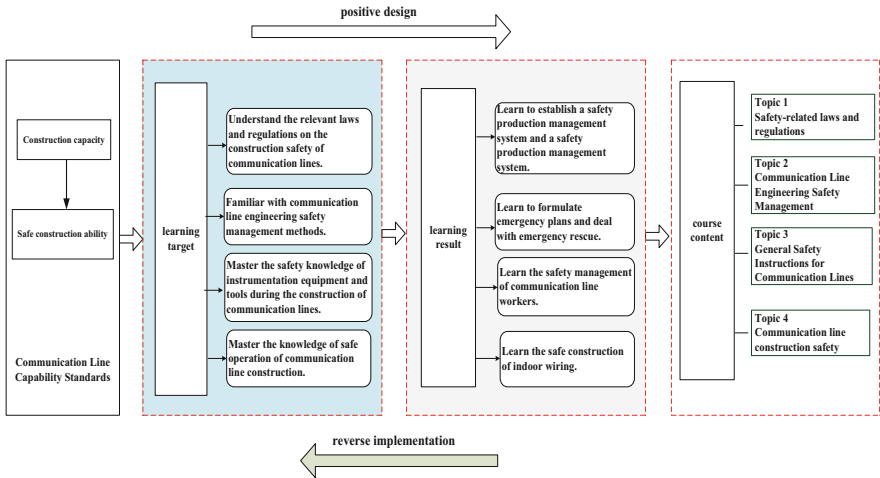 positive design
Construction capacity
Safe construction ability
Communication Line
Capability Standards
learning
target
Understand the relevant laws
and regulations on the
construction safety of
communication lines.
Familiar with communication
line engineering safety
management methods.
Master the safety knowledge of
instrumentation equipment and
tools during the construction of
communication lines.
Master the knowledge of safe
operation of communication
line construction.
learning
result
Learn to establish a safety
production management
system and a safety
production management
system.
Learn to formulate
emergency plans and deal
with emergency rescue.
Learn the safety management
of communication line
workers.
Learn the safe construction
of indoor wiring.
course
content
Topic 1
Safety-related laws and
regulations
Topic 2
Communication Line
Engineering Safety
Management
Topic 3
General Safety
Instructions for
Communication Lines
Topic 4
Communication line
construction safety
reverse implementation